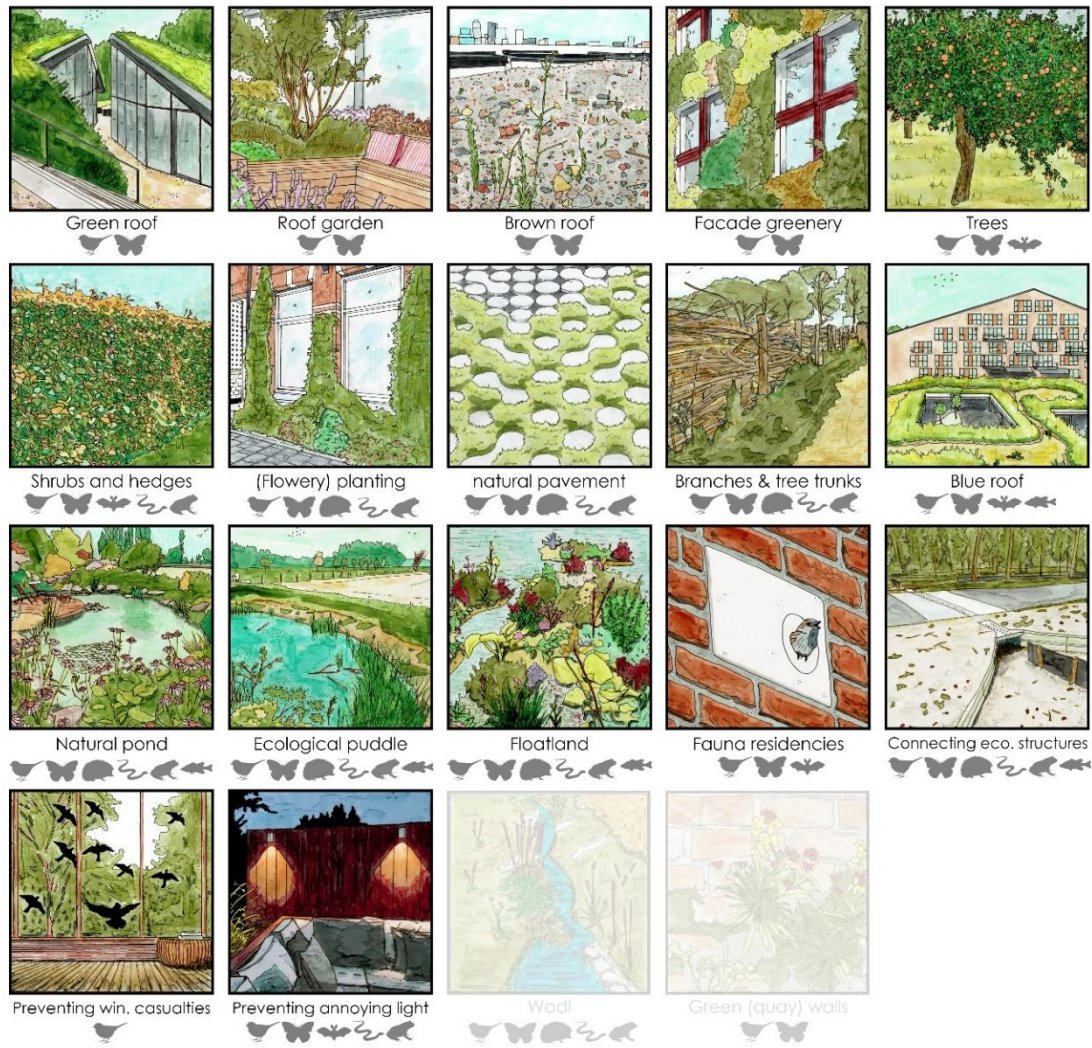 Green roof
Roof garden
Brown roof
Facade greenery
Trees
Shrubs and hedges
(Flowery) planting
natural pavement
Branches & tree trunks
Blue roof
Natural pond
Ecological puddle
Floatland
Fauna residencies
Connecting eco. structures
Preventing win. casualties
Preventing annoying light
Wadi
Green (quay) walls